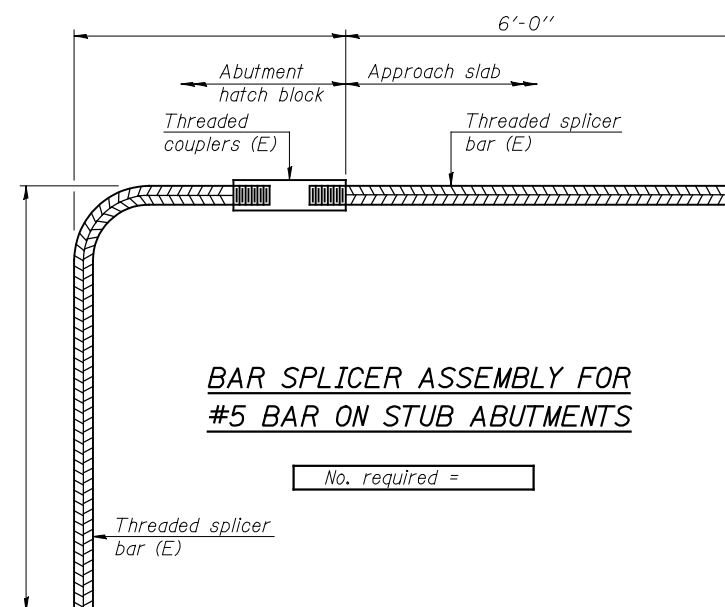 6'-0"
Abutment
hatch block
Approach slab
Threaded
couplers (E)
Threaded splicer
bar (E)
BAR SPLICER ASSEMBLY FOR
#5 BAR ON STUB ABUTMENTS
No. required =
Threaded splicer
bar (E)